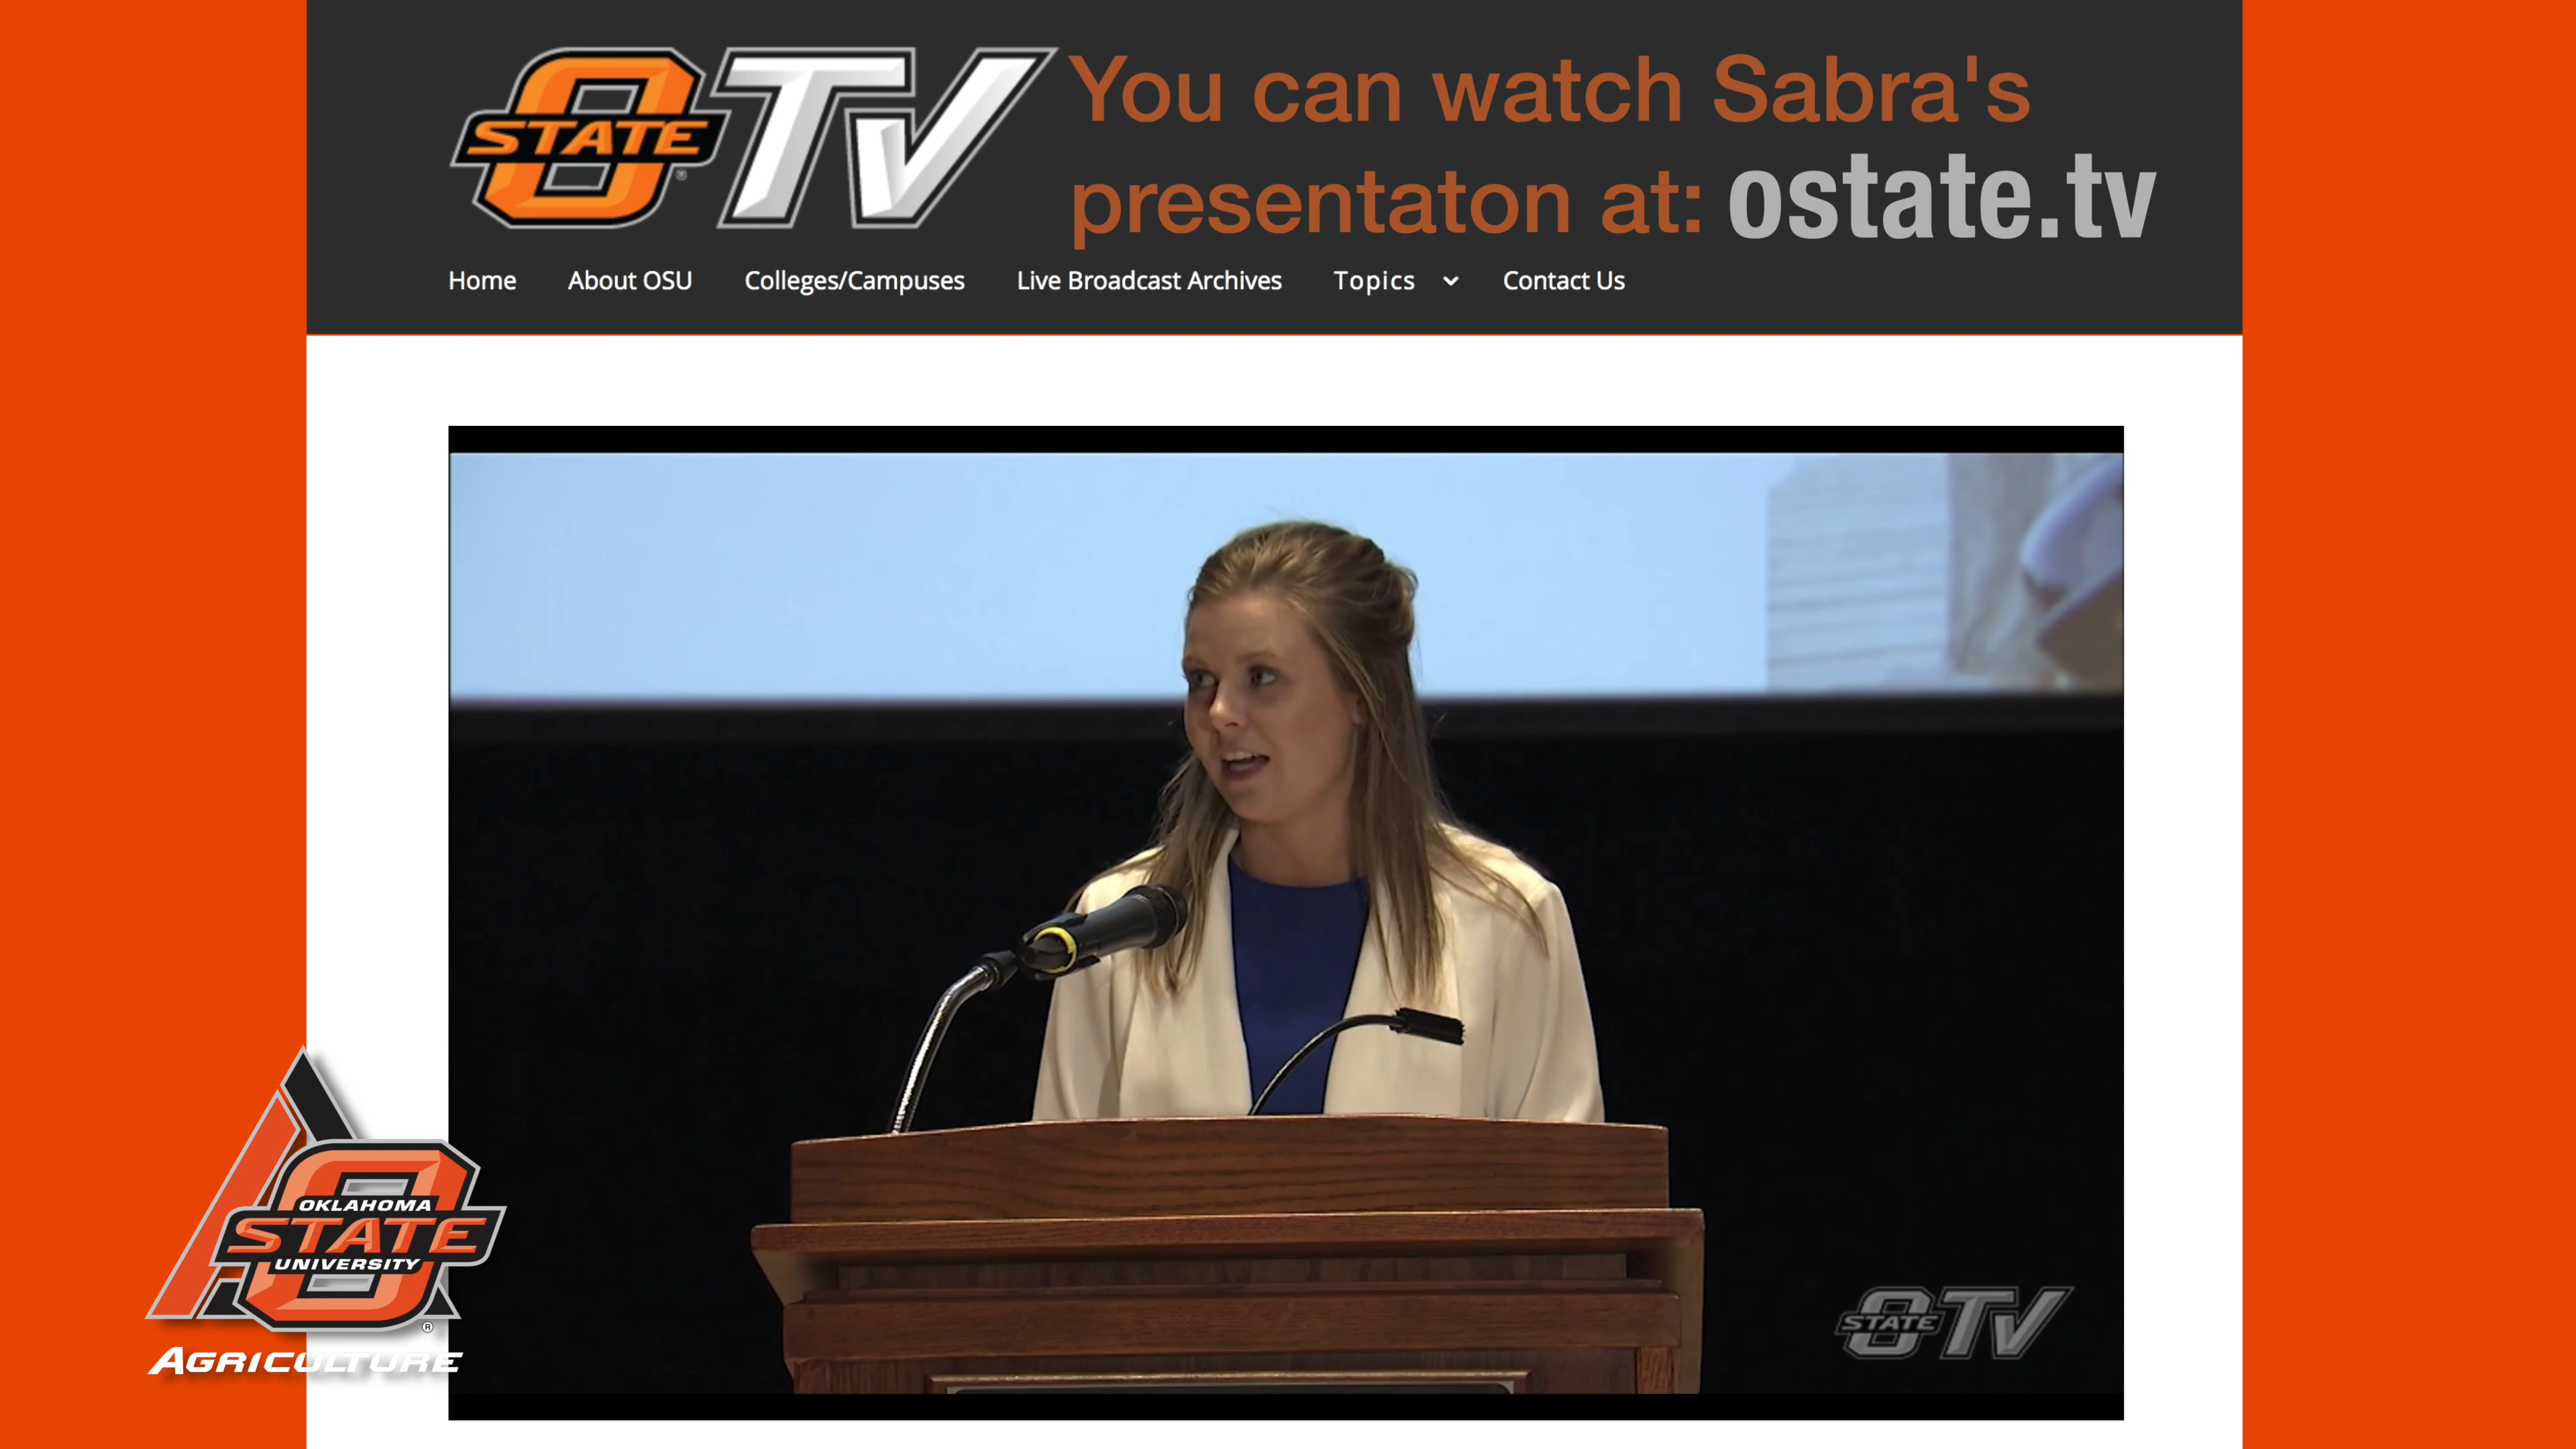 STATE TV
You can watch Sabra's
presentaton at: ostate.tv
Home About OSU Colleges/Campuses Live Broadcast Archives Topics Contact Us
OKLAHOMA
STATE
UNIVERSITY
®
AGRICULTURE
STATE TV